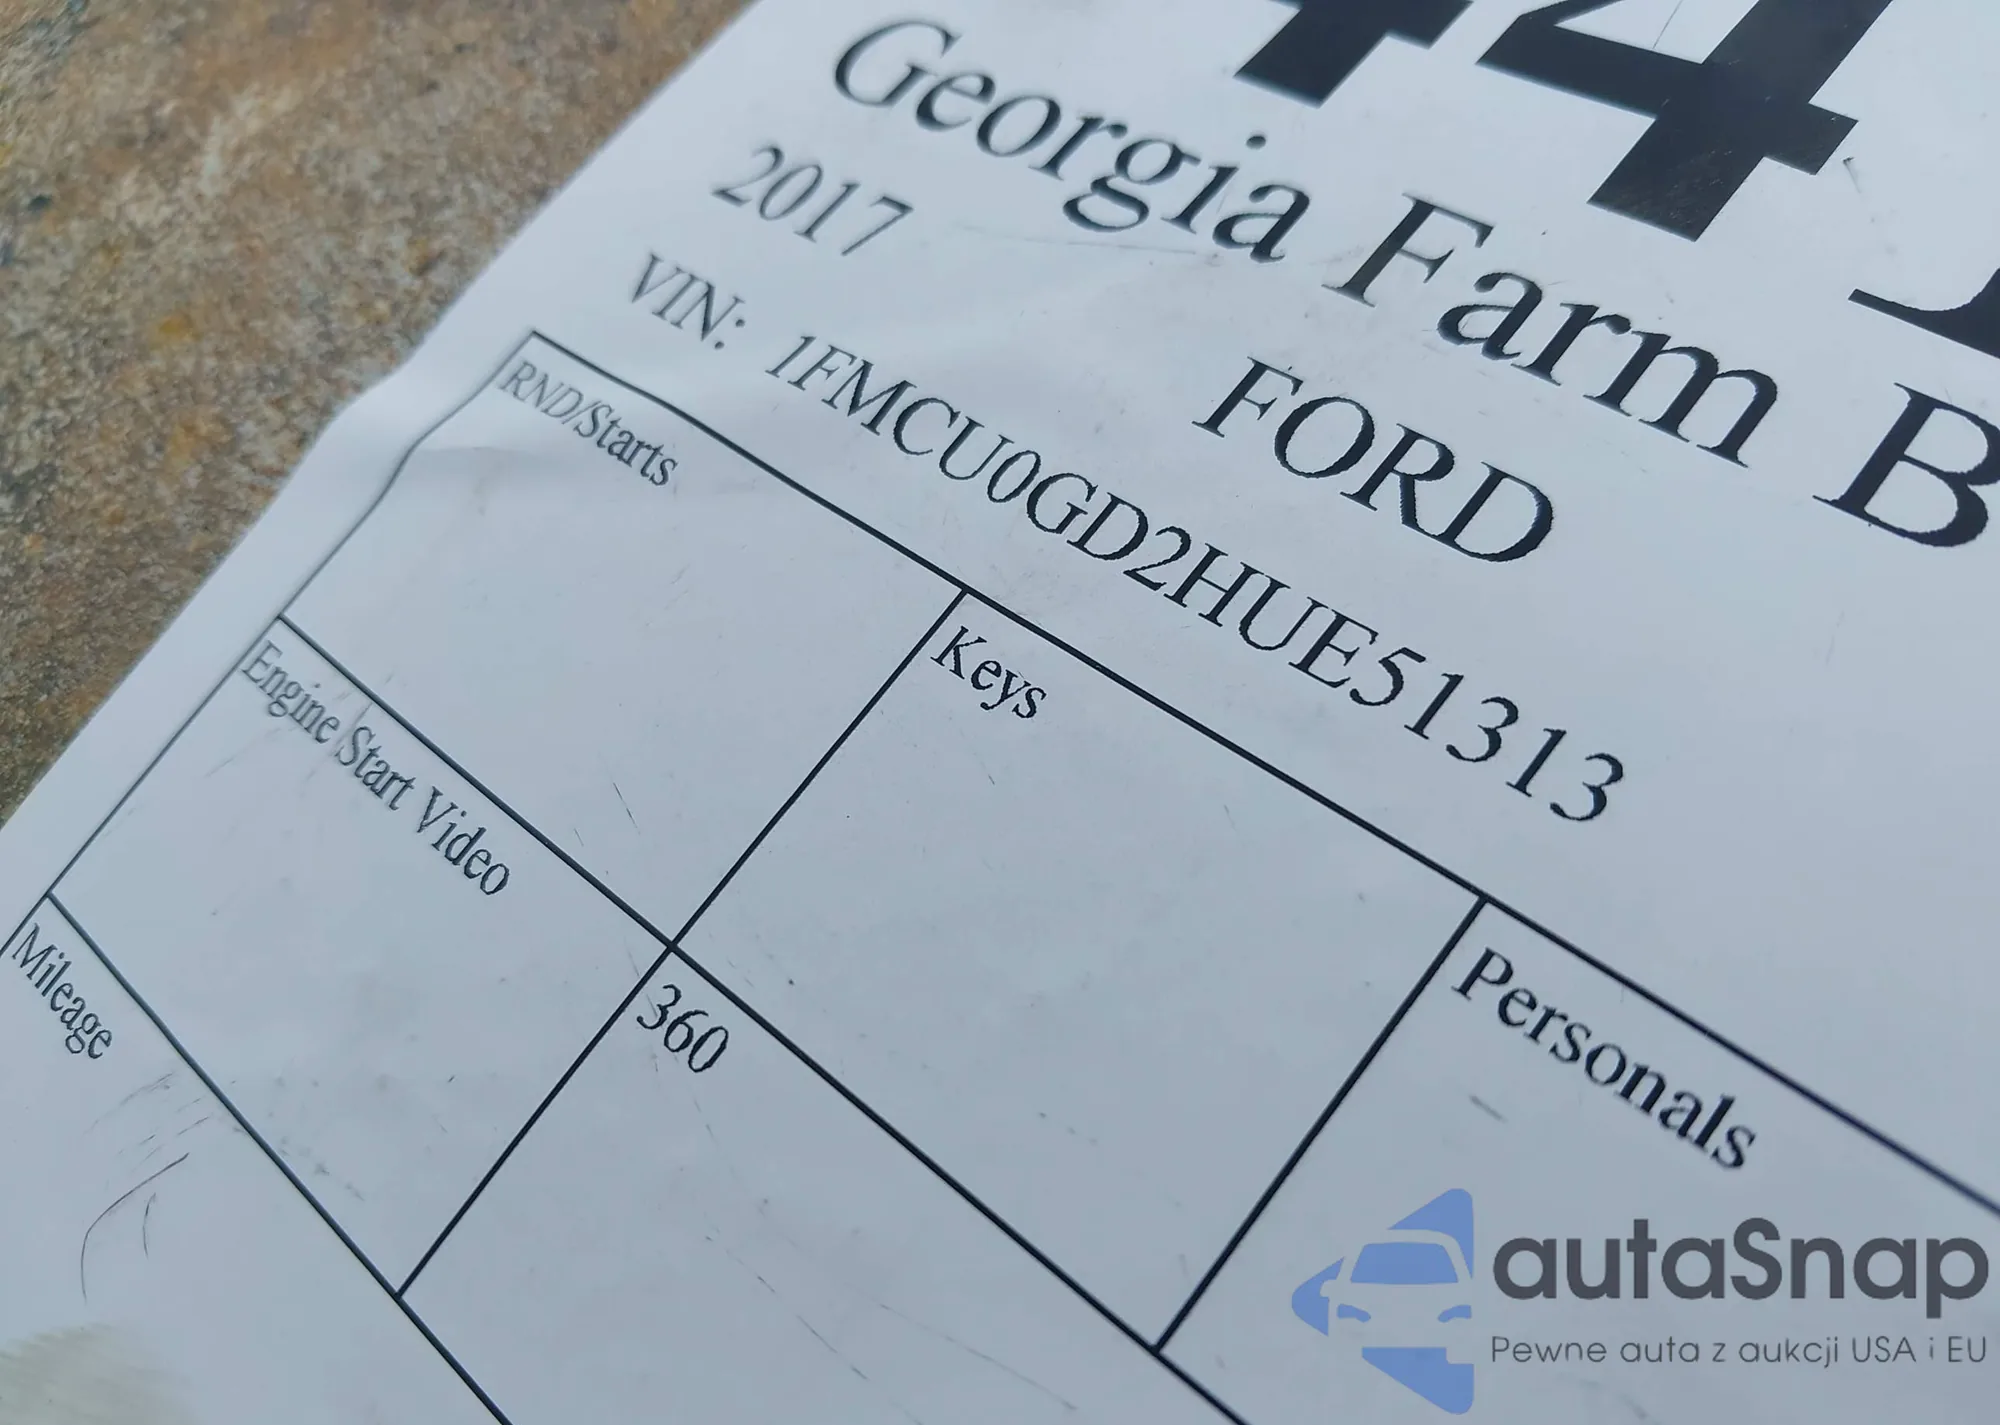 44
Georgia Farm B
2017 FORD
VIN: 1FMCU0GD2HUE51313
RND/Starts
Keys
Personals
Engine Start Video
360
Mileage
autaSnap
Pewne auta z aukcji USA i EU